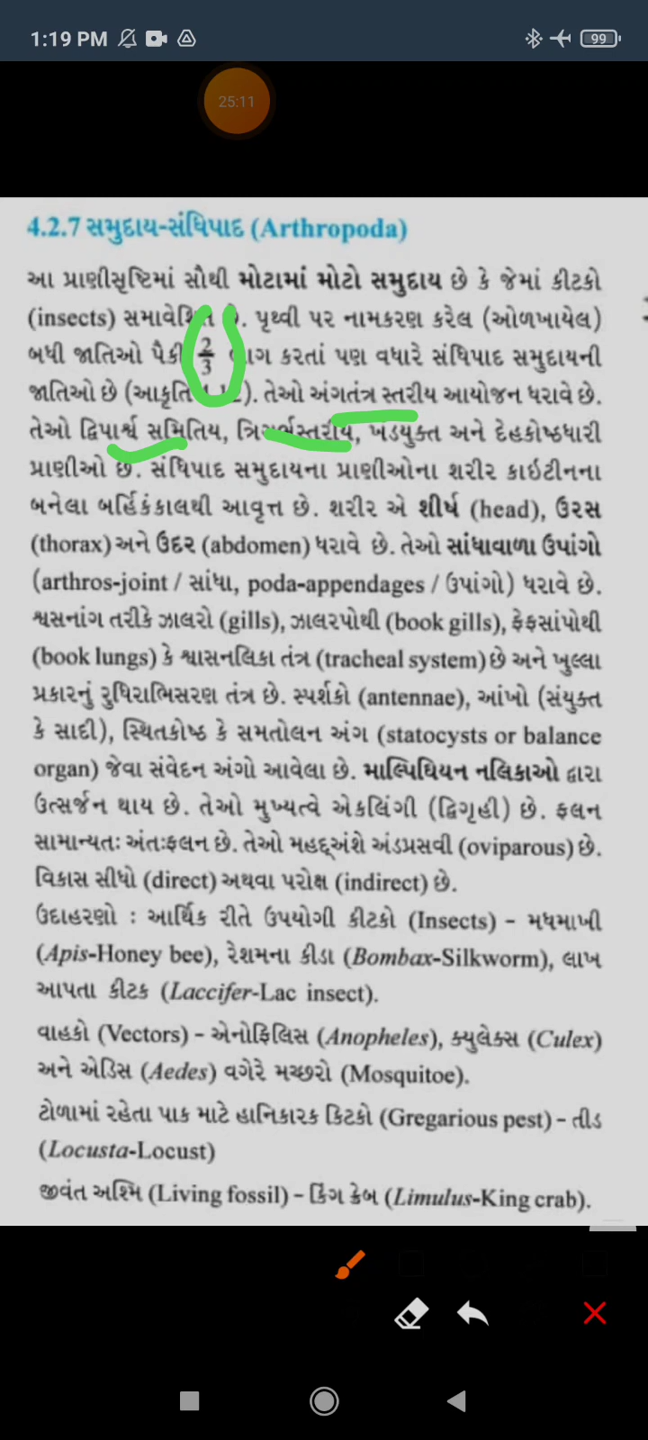 1:19 PM
99
25:11
4.2.7 સમુદાય-સંધિપાદ (Arthropoda)
આ પ્રાણીસૃષ્ટિમાં સૌથી મોટામાં મોટો સમુદાય છે કે જેમાં કીટકો
(insects) સમાવેશિત છે. પૃથ્વી પર નામકરણ કરેલ (ઓળખાયેલ)
બધી જાતિઓ પૈકી 2/3 ભાગ કરતાં પણ વધારે સંધિપાદ સમુદાયની
જાતિઓ છે (આકૃતિ). તેઓ અંગતંત્ર સ્તરીય આયોજન ધરાવે છે.
તેઓ દ્વિપાર્શ્વ સમિતિય, ત્રિગર્ભસ્તરીય, ખંડયુક્ત અને દેહકોષ્ઠધારી
પ્રાણીઓ છે. સંધિપાદ સમુદાયના પ્રાણીઓના શરીર કાઇટીનના
બનેલા બર્હિકંકાલથી આવૃત્ત છે. શરીર એ શીર્ષ (head), ઉરસ
(thorax) અને ઉદર (abdomen) ધરાવે છે. તેઓ સાંધાવાળા ઉપાંગો
(arthros-joint / સાંધા, poda-appendages / ઉપાંગો) ધરાવે છે.
શ્વસનાંગ તરીકે ઝાલરો (gills), ઝાલરપોથી (book gills), ફેફસાંપોથી
(book lungs) કે શ્વાસનલિકા તંત્ર (tracheal system) છે અને ખુલ્લા
પ્રકારનું રુધિરાભિસરણ તંત્ર છે. સ્પર્શકો (antennae), આંખો (સંયુક્ત
કે સાદી), સ્થિતકોષ્ઠ કે સમતોલન અંગ (statocysts or balance
organ) જેવા સંવેદન અંગો આવેલા છે. માલ્પિઘિયન નલિકાઓ દ્વારા
ઉત્સર્જન થાય છે. તેઓ મુખ્યત્વે એકલિંગી (દ્વિગૃહી) છે. ફલન
સામાન્યતઃ અંતઃફલન છે. તેઓ મહદ્અંશે અંડપ્રસવી (oviparous) છે.
વિકાસ સીધો (direct) અથવા પરોક્ષ (indirect) છે.
ઉદાહરણો : આર્થિક રીતે ઉપયોગી કીટકો (Insects) – મધમાખી
(Apis-Honey bee), રેશમના કીડા (Bombax-Silkworm), લાખ
આપતા કીટક (Laccifer-Lac insect).
વાહકો (Vectors) – એનોફિલિસ (Anopheles), ક્યુલેક્સ (Culex)
અને એડિસ (Aedes) વગેરે મચ્છરો (Mosquitoe).
ટોળામાં રહેતા પાક માટે હાનિકારક કિટકો (Gregarious pest) – તીડ
(Locusta-Locust)
જીવંત અશ્મિ (Living fossil) – કિંગ ક્રેબ (Limulus-King crab).